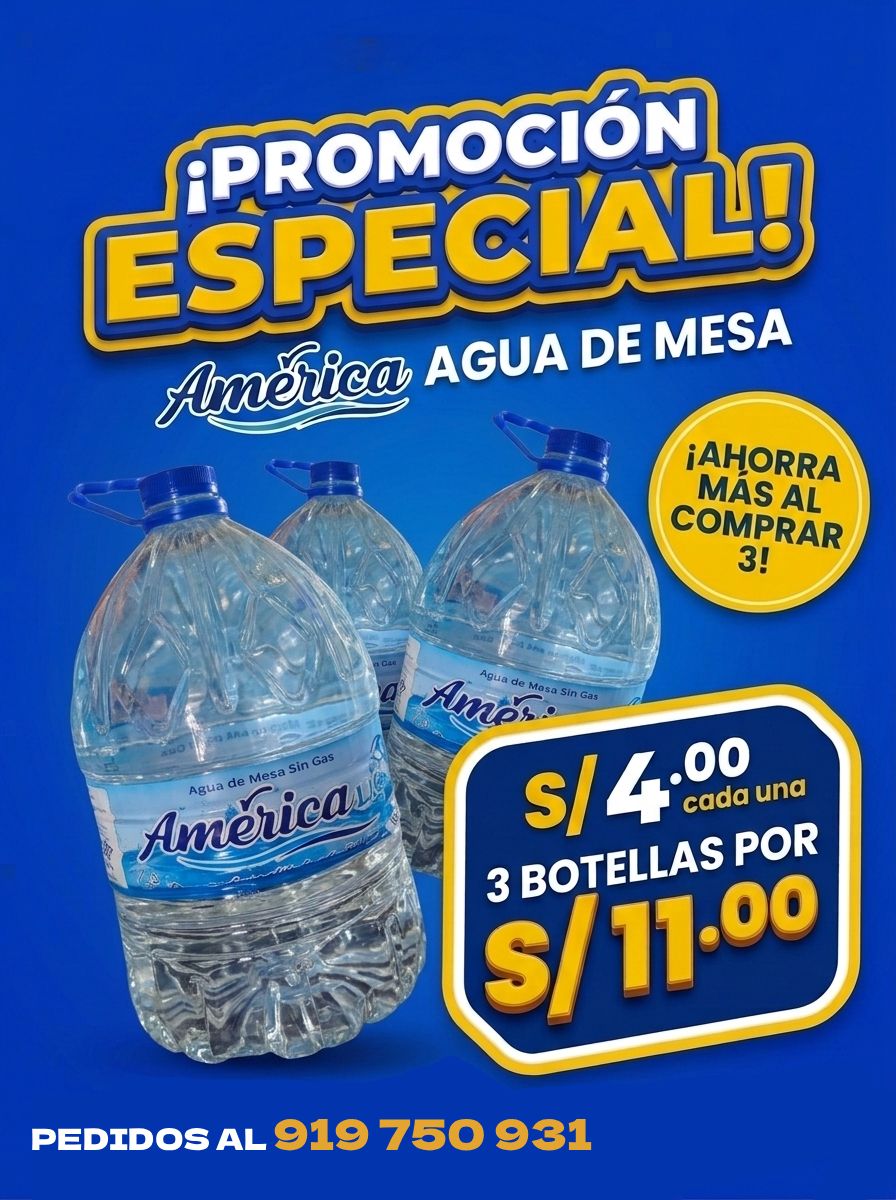 ¡PROMOCIÓN
ESPECIAL!
América AGUA DE MESA
¡AHORRA
MÁS AL
COMPRAR
3!
Agua de Mesa Sin Gas
América
Agua de Mesa Sin Gas
América
S/4.00
cada una
3 BOTELLAS POR
S/11.00
PEDIDOS AL 919 750 931